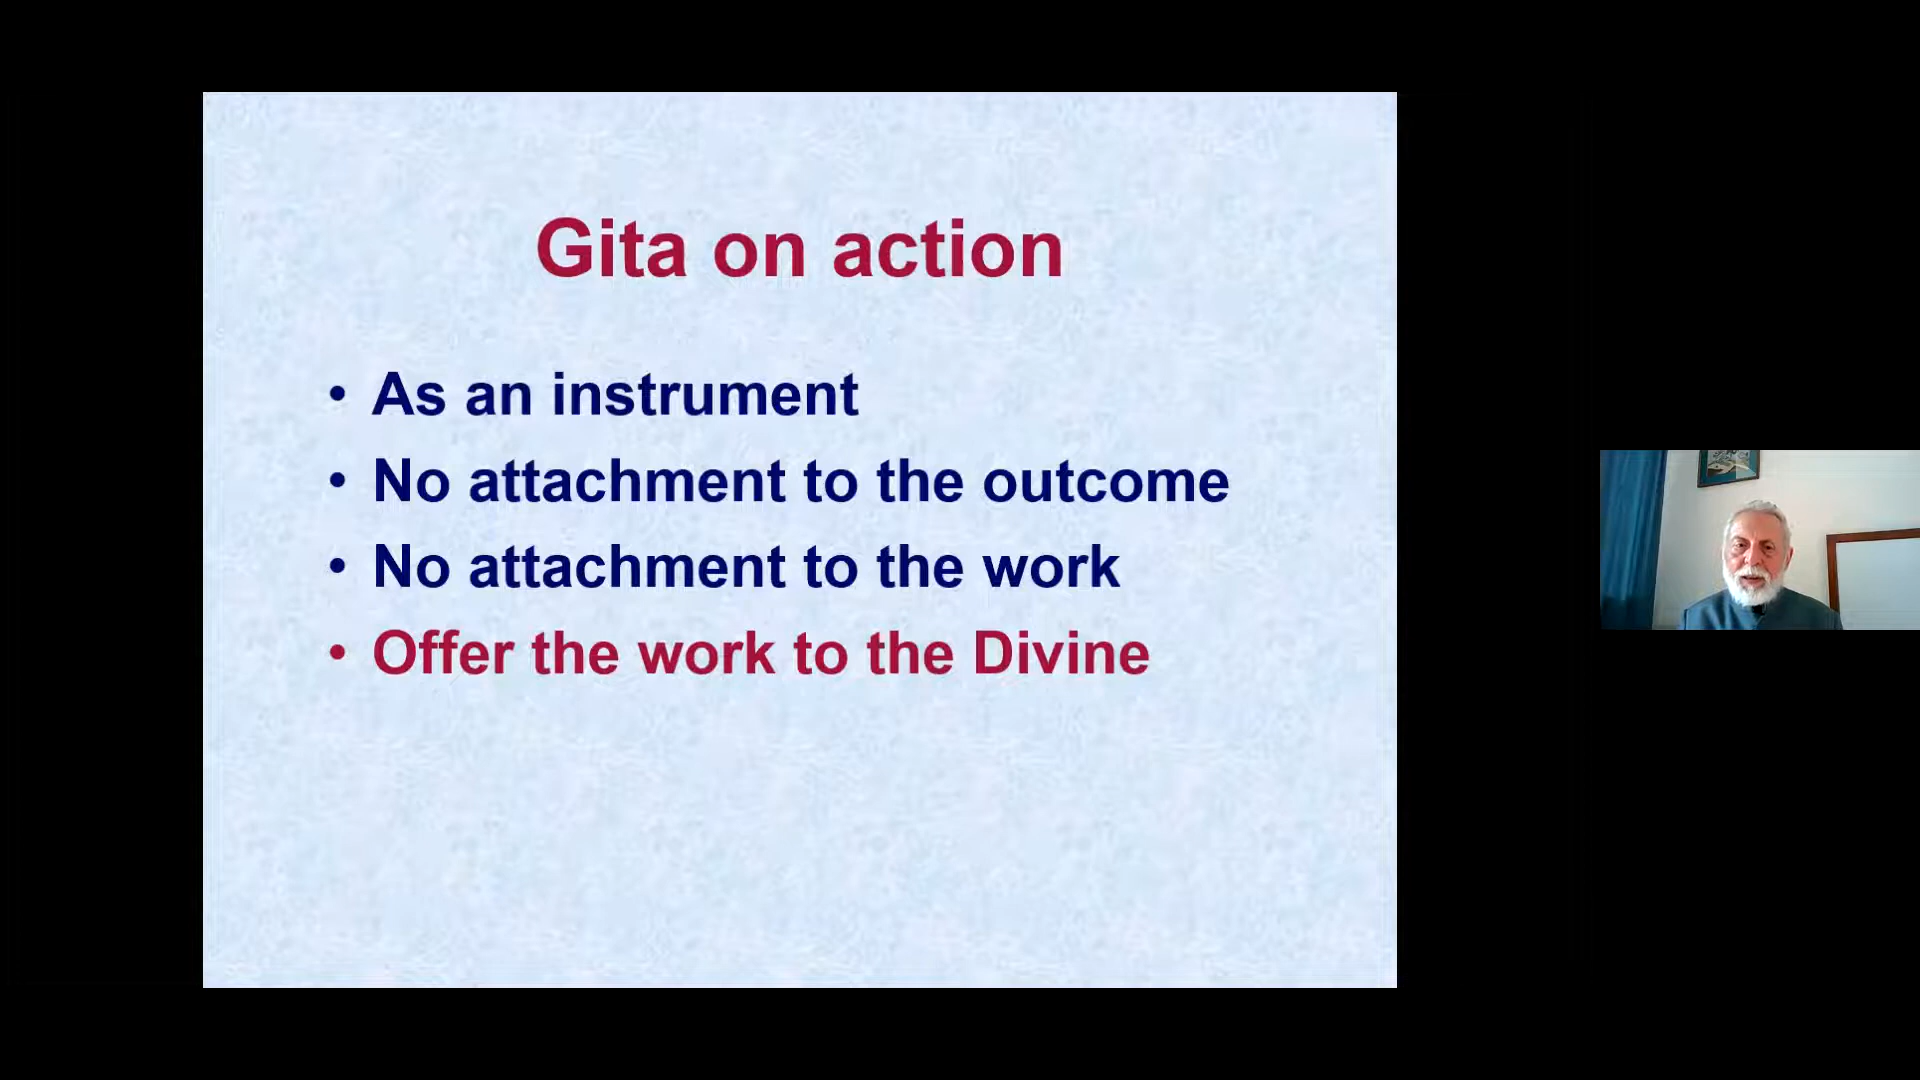 Gita on action
• As an instrument
• No attachment to the outcome
• No attachment to the work
• Offer the work to the Divine